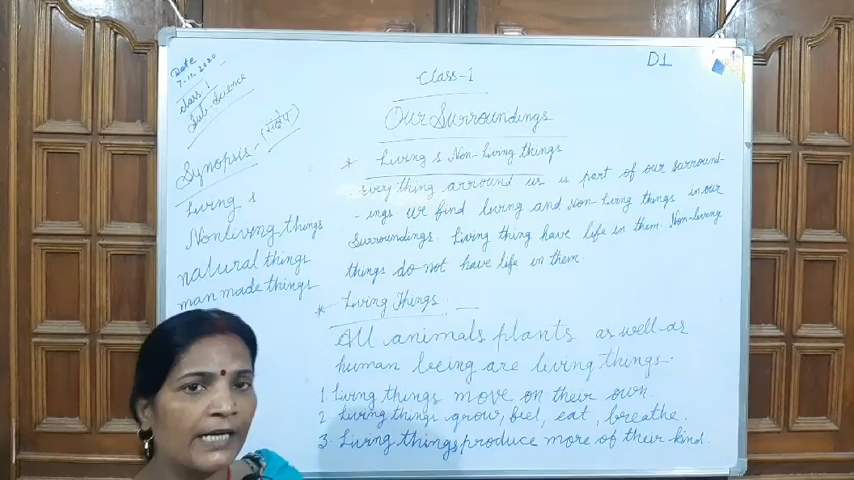 Date
7-12-2020
Class 1
Sub-Science
Synopsis- (सक्षेप)
Living &
Nonliving things
natural things
man made things
D1
Class-1
Our Surroundings
* Living & Non-Living things
Every thing arround us is part of our surround-
-ings we find living and Non-Living things in our
Surroundings. Living thing have life in them. Non-living
things do not have life in them.
* Living Things.
All animals plants as well as
human being are living things.
1 Living things move on their own.
2 Living things grow, feel, eat, breathe.
3. Living things produce more of their kind.